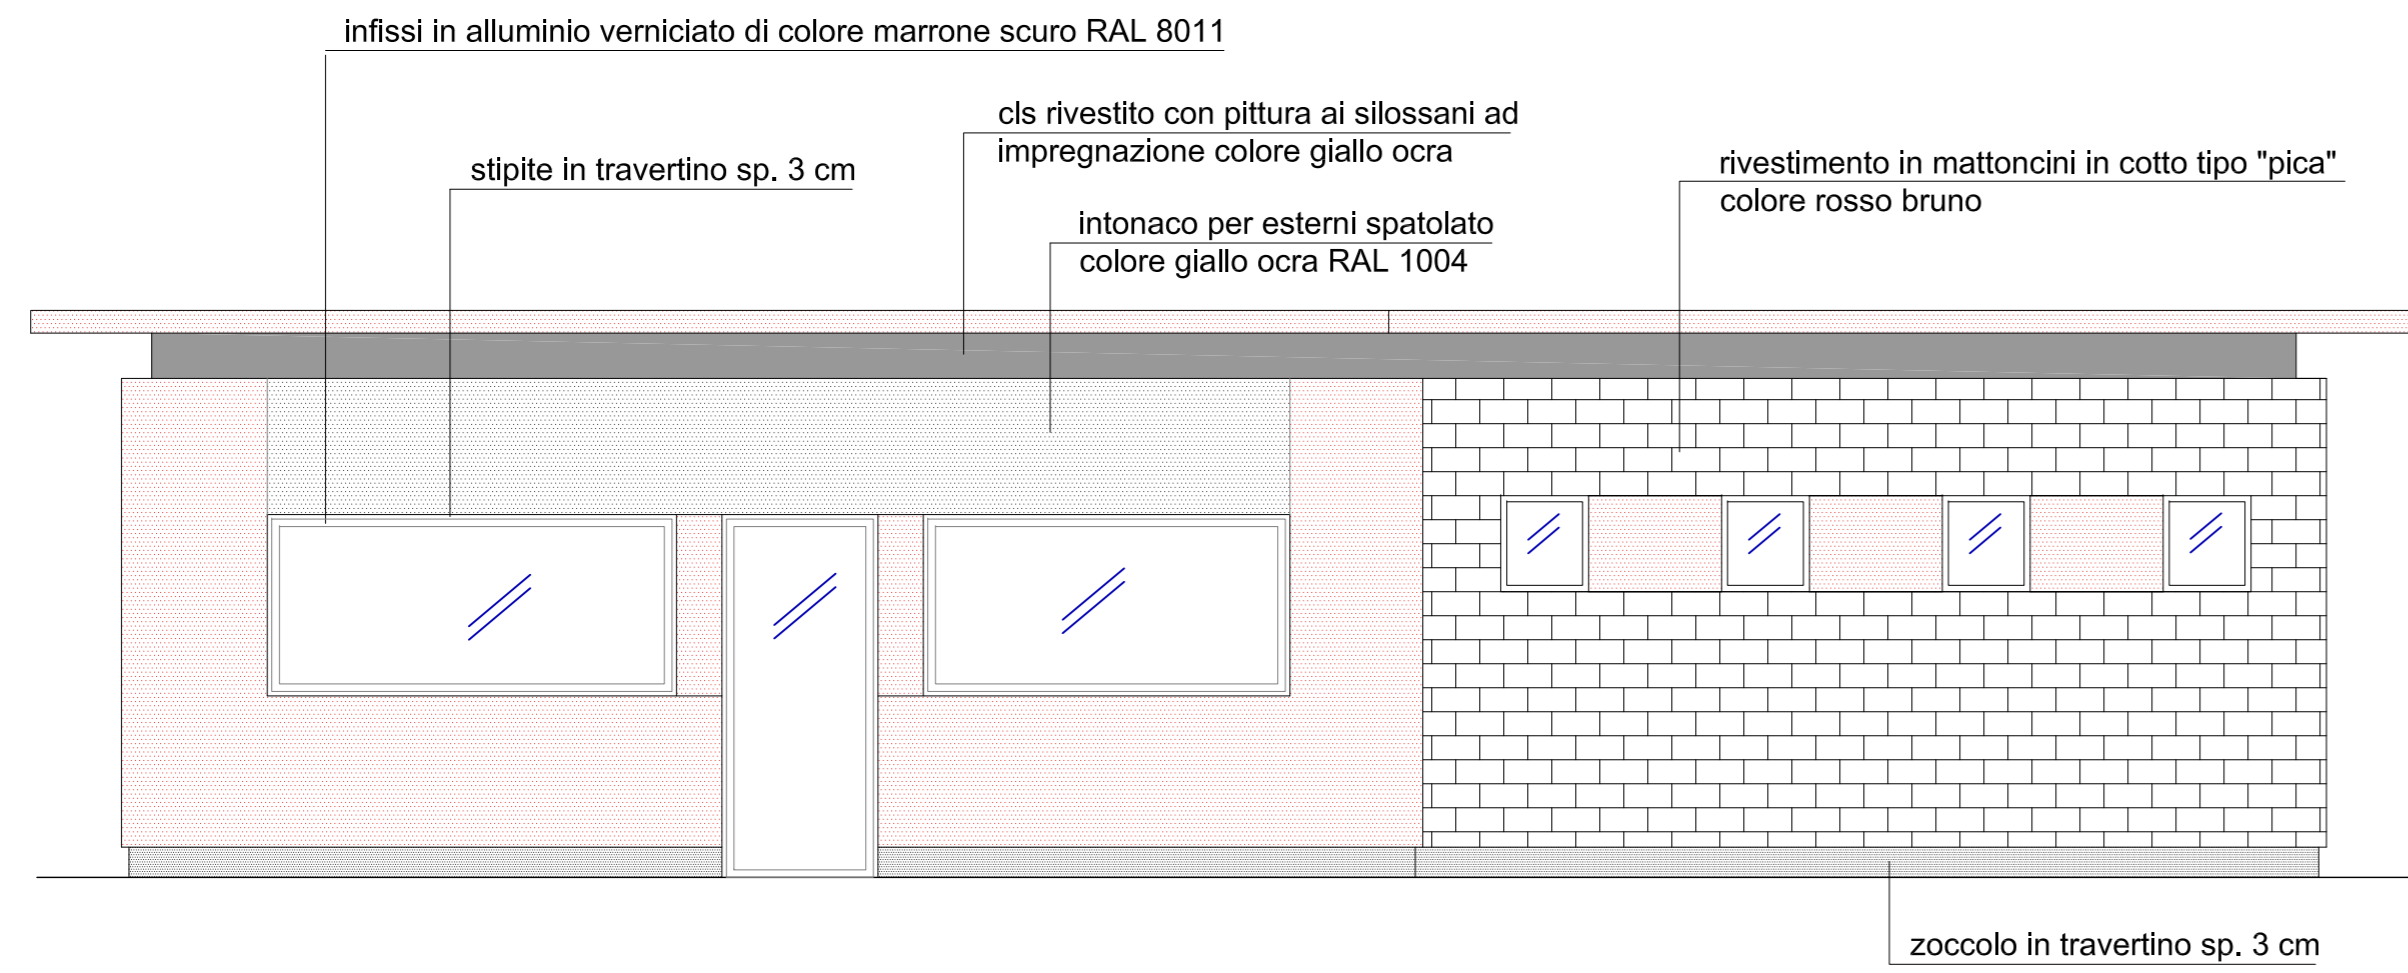 infissi in alluminio verniciato di colore marrone scuro RAL 8011
cls rivestito con pittura ai silossani ad
impregnazione colore giallo ocra
stipite in travertino sp. 3 cm
rivestimento in mattoncini in cotto tipo "pica"
colore rosso bruno
intonaco per esterni spatolato
colore giallo ocra RAL 1004
zoccolo in travertino sp. 3 cm